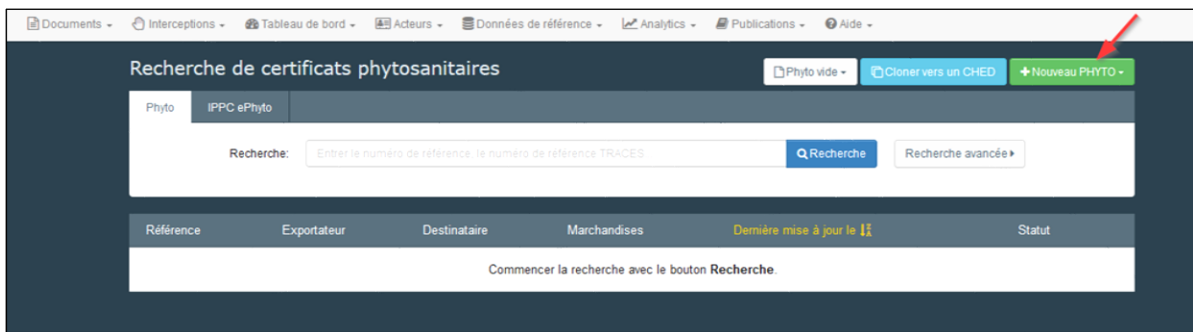 Documents Interceptions Tableau de bord Acteurs Données de référence Analytics Publications Aide
Recherche de certificats phytosanitaires Phyto vide Cloner vers un CHED Nouveau PHYTO
Phyto IPPC ePhyto
Recherche: Entrer le numéro de référence, le numéro de référence TRACES Recherche Recherche avancée
Référence Exportateur Destinataire Marchandises Dernière mise à jour le Statut
Commencer la recherche avec le bouton Recherche.